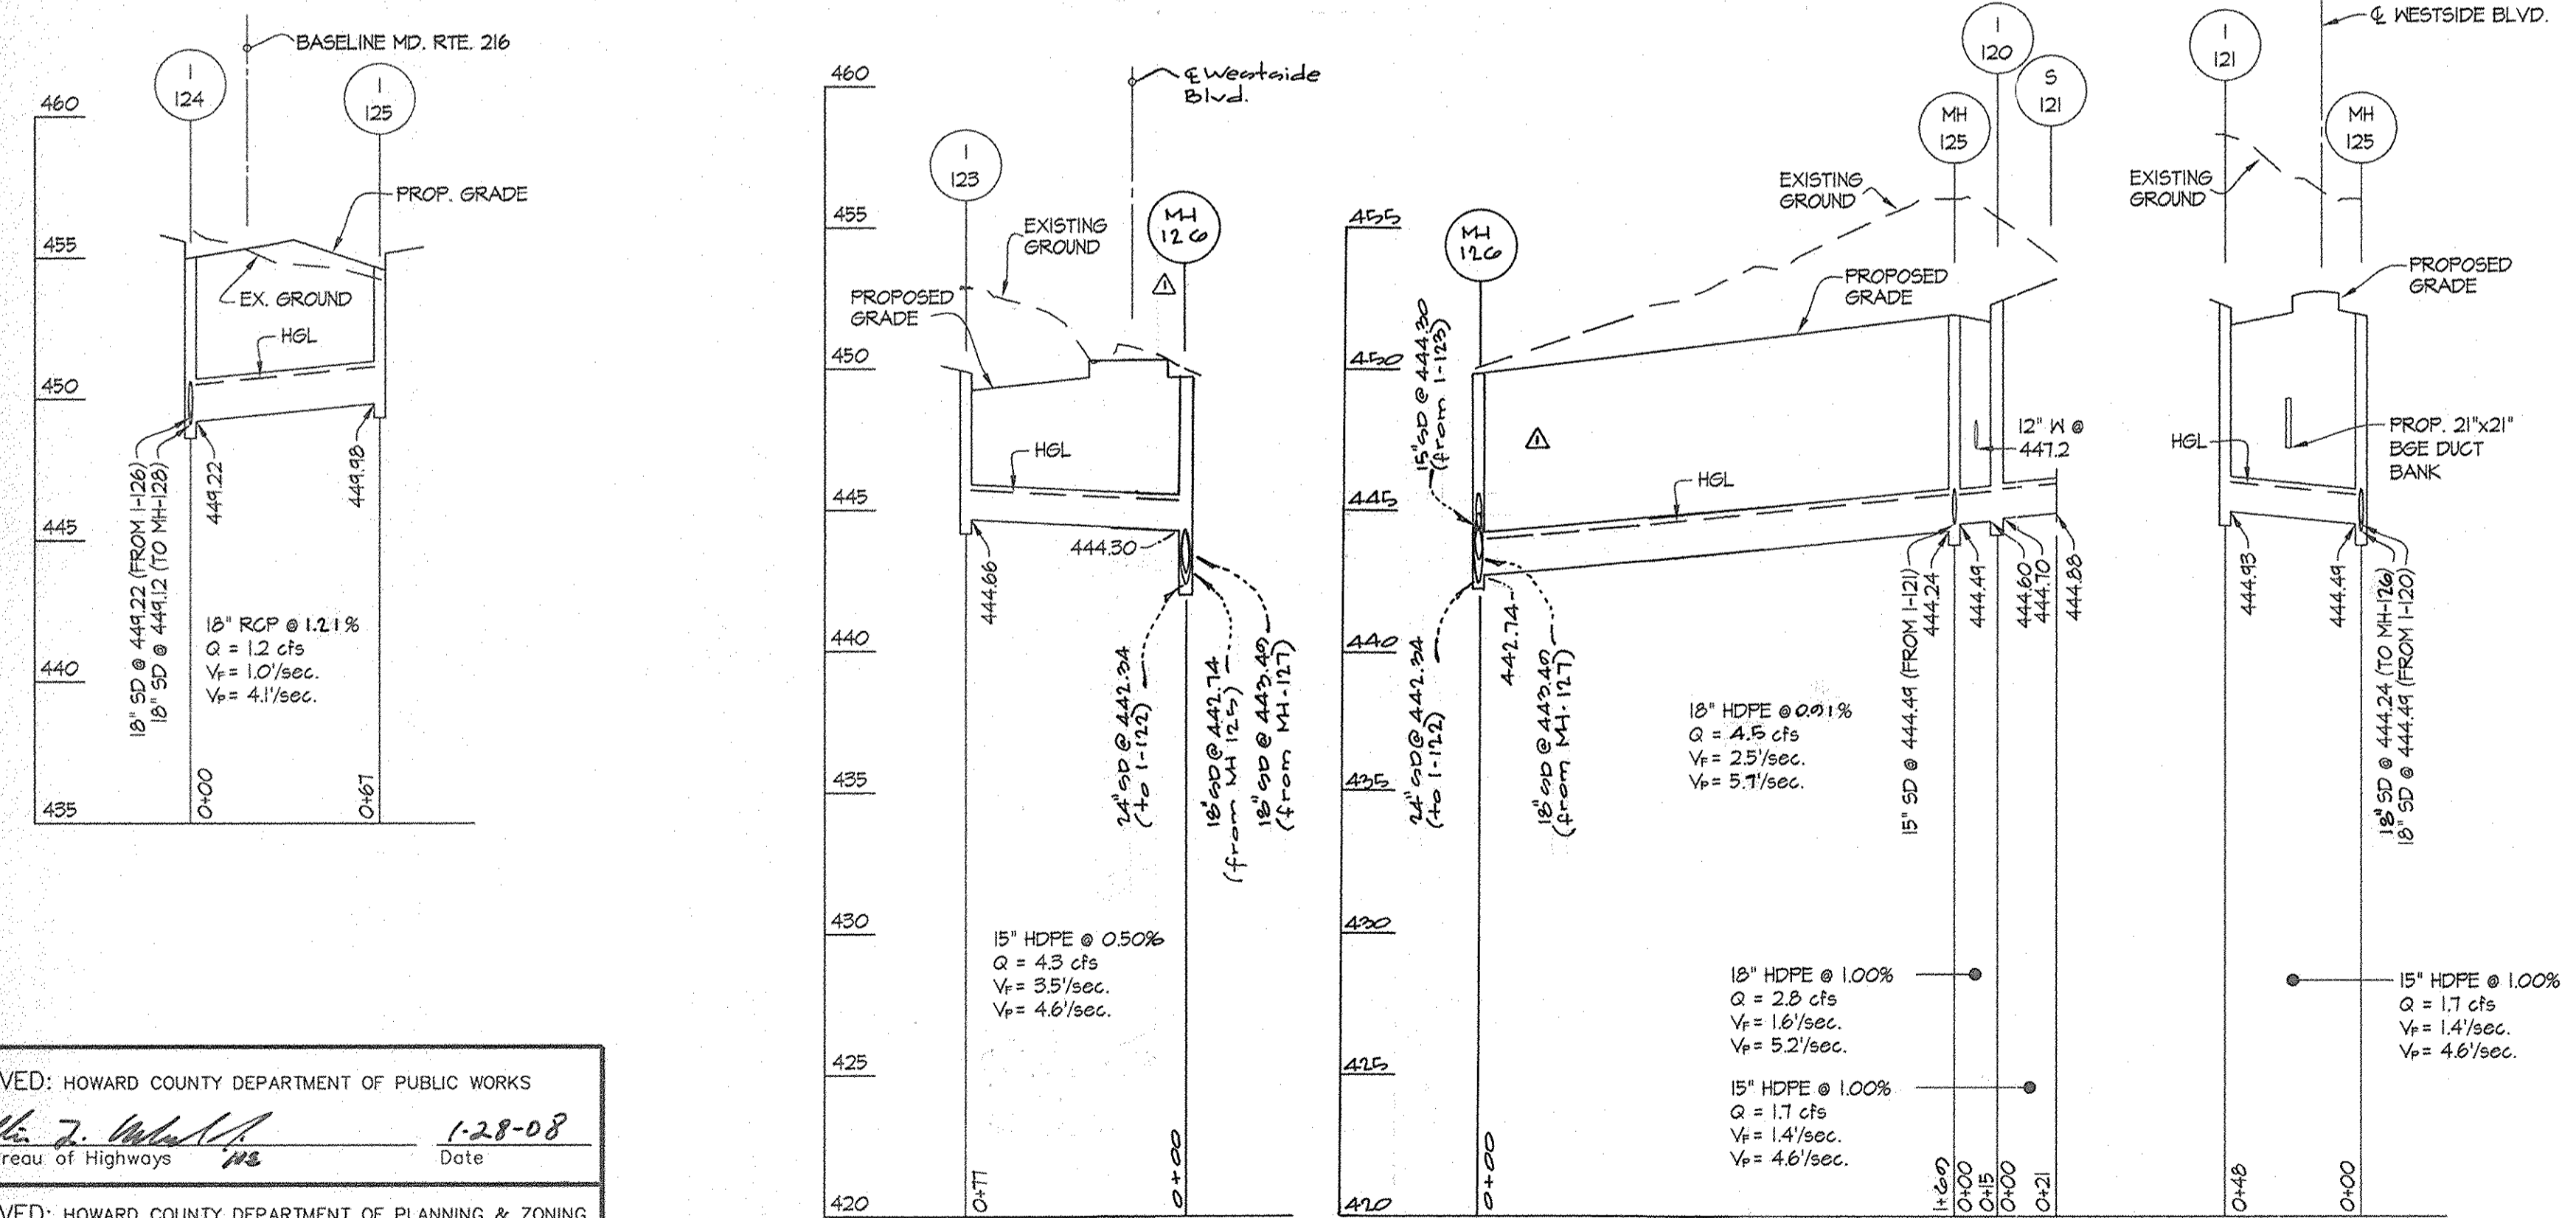 BASELINE MD. RTE. 216
I
124
I
125
460
455
450
445
440
435
PROP. GRADE
EX. GROUND
HGL
18" SD @ 449.22 (FROM I-126)
18" SD @ 449.12 (TO MH-128)
449.22
449.98
18" RCP @ 1.21%
Q = 1.2 cfs
VF = 1.0'/sec.
VP = 4.1'/sec.
0+00
0+67
VED: HOWARD COUNTY DEPARTMENT OF PUBLIC WORKS
1-28-08
reau of Highways
Date
VED: HOWARD COUNTY DEPARTMENT OF PLANNING & ZONING
460
455
450
445
440
435
430
425
420
℄ Westside
Blvd.
I
123
MH
126
1
EXISTING
GROUND
PROPOSED
GRADE
HGL
444.30
444.66
24" SD @ 442.34
(to I-122)
18" SD @ 442.74
(from MH 125)
18" SD @ 443.49
(from MH-127)
15" HDPE @ 0.50%
Q = 4.3 cfs
VF = 3.5'/sec.
VP = 4.6'/sec.
0+77
0+00
455
450
445
440
435
430
425
420
MH
126
MH
125
I
120
S
121
EXISTING
GROUND
PROPOSED
GRADE
15" SD @ 444.30
(from I-123)
1
HGL
12" W @
447.2
24" SD @ 442.34
(to I-122)
442.74
18" SD @ 443.49
(from MH-127)
15" SD @ 444.49 (FROM I-121)
444.24
444.49
444.60
444.70
444.88
18" HDPE @ 0.91%
Q = 4.5 cfs
VF = 2.5'/sec.
VP = 5.7'/sec.
18" HDPE @ 1.00%
Q = 2.8 cfs
VF = 1.6'/sec.
VP = 5.2'/sec.
15" HDPE @ 1.00%
Q = 1.7 cfs
VF = 1.4'/sec.
VP = 4.6'/sec.
0+00
1+69
0+00
0+15
0+00
0+21
℄ WESTSIDE BLVD.
I
121
MH
125
EXISTING
GROUND
PROPOSED
GRADE
HGL
PROP. 21"x21"
BGE DUCT
BANK
444.93
444.49
18" SD @ 444.24 (TO MH-126)
18" SD @ 444.49 (FROM I-120)
15" HDPE @ 1.00%
Q = 1.7 cfs
VF = 1.4'/sec.
VP = 4.6'/sec.
0+48
0+00